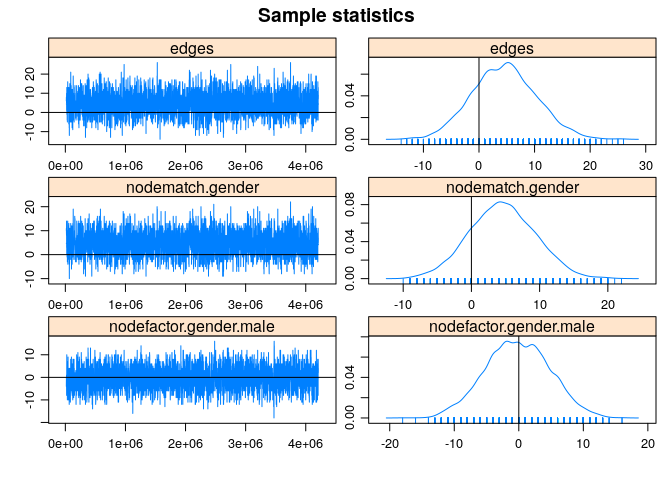 Sample statistics
edges
edges
-10 0 10 20
0e+00 1e+06 2e+06 3e+06 4e+06
0.00 0.04
-10 0 10 20 30
nodematch.gender
nodematch.gender
-10 0 10 20
0e+00 1e+06 2e+06 3e+06 4e+06
0.00 0.04 0.08
-10 0 10 20
nodefactor.gender.male
nodefactor.gender.male
-10 0 10
0e+00 1e+06 2e+06 3e+06 4e+06
0.00 0.04
-20 -10 0 10 20